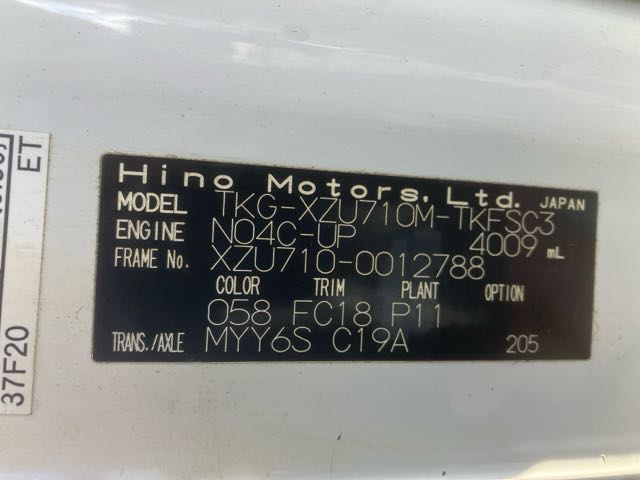 Hino Motors, Ltd. JAPAN
MODEL TKG-XZU710M-TKFSC3
ENGINE N04C-UP 4009 mL
FRAME No. XZU710-0012788
COLOR TRIM PLANT OPTION
058 FC18 P11
TRANS./AXLE MYY6S C19A 205
ET
37F20